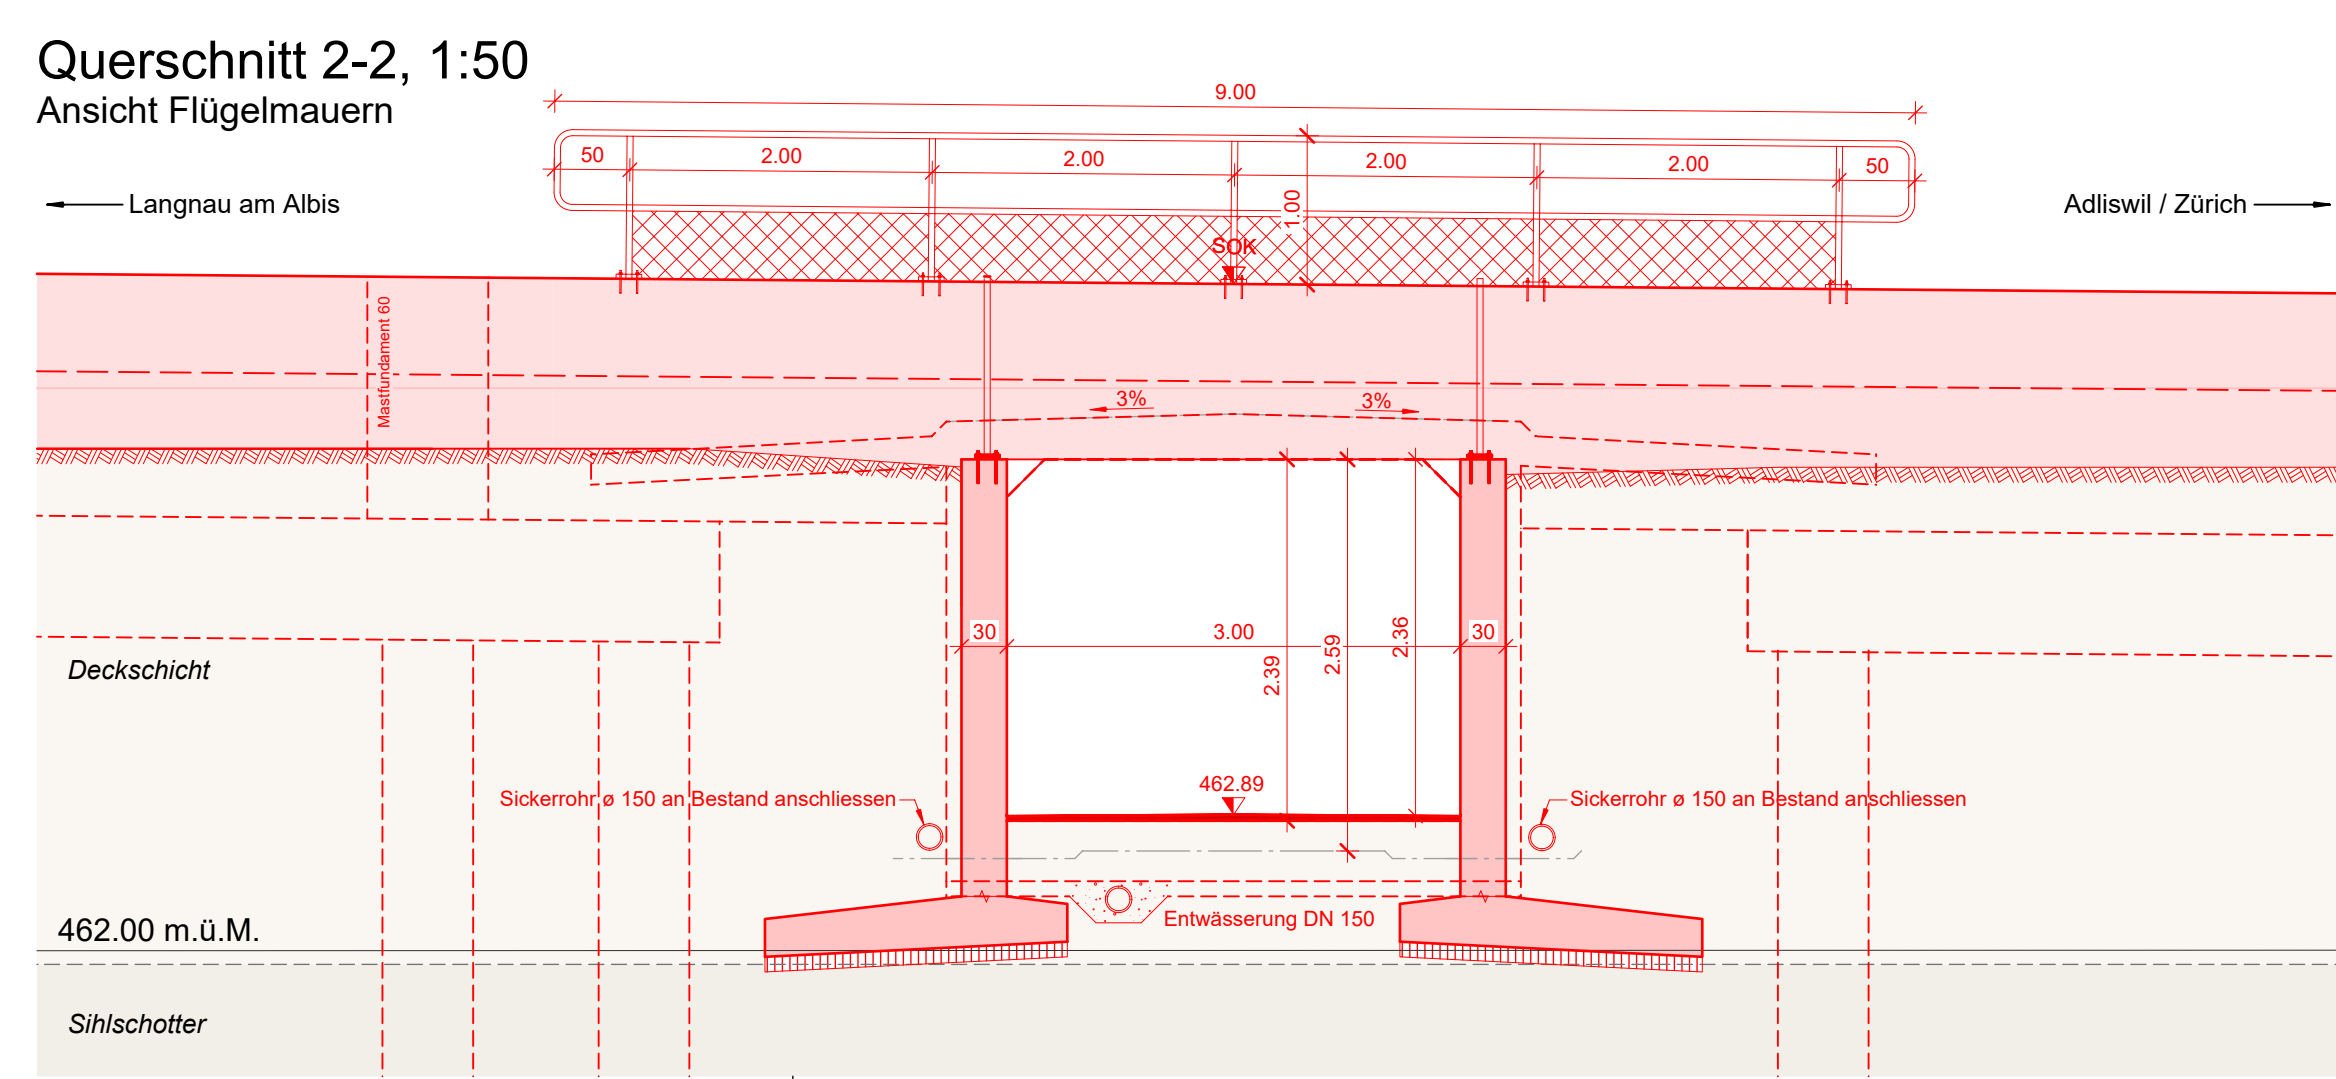 Querschnitt 2-2, 1:50
Ansicht Flügelmauern
9.00
50
2.00
2.00
2.00
2.00
50
1.00
Langnau am Albis
Adliswil / Zürich
SOK
Mastfundament 60
3%
3%
30
3.00
30
2.39
2.59
2.36
Deckschicht
462.89
Sickerrohr ø 150 an Bestand anschliessen
Sickerrohr ø 150 an Bestand anschliessen
Entwässerung DN 150
462.00 m.ü.M.
Sihlschotter